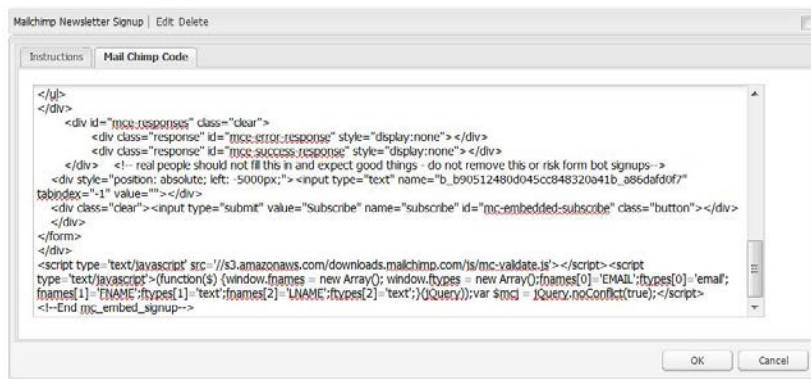 Mailchimp Newsletter Signup | Edit Delete
Instructions Mail Chimp Code
</ul>
</div>
<div id="mce-responses" class="clear">
<div class="response" id="mce-error-response" style="display:none"></div>
<div class="response" id="mce-success-response" style="display:none"></div>
</div> <!-- real people should not fill this in and expect good things - do not remove this or risk form bot signups-->
<div style="position: absolute; left: -5000px;"><input type="text" name="b_b90512480d045cc848320a41b_a86dafd0f7"
tabindex="-1" value=""></div>
<div class="clear"><input type="submit" value="Subscribe" name="subscribe" id="mc-embedded-subscribe" class="button"></div>
</div>
</form>
</div>
<script type='text/javascript' src='//s3.amazonaws.com/downloads.mailchimp.com/js/mc-validate.js'></script><script
type='text/javascript'>(function($) {window.fnames = new Array(); window.ftypes = new Array();fnames[0]='EMAIL';ftypes[0]='email';
fnames[1]='FNAME';ftypes[1]='text';fnames[2]='LNAME';ftypes[2]='text';}(jQuery));var $mcj = jQuery.noConflict(true);</script>
<!--End mc_embed_signup-->
OK Cancel